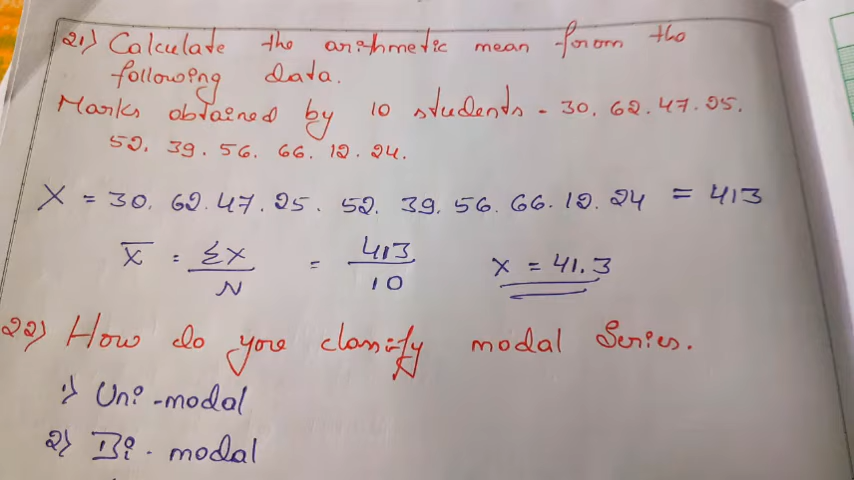 21) Calculate the arithmetic mean from the
following data.
Marks obtained by 10 students - 30. 62. 47. 25.
52. 39. 56. 66. 12. 24.
X = 30. 62. 47. 25. 52. 39. 56. 66. 12. 24 = 413
X̅ = ΣX/N = 413/10 X = 41.3
22) How do you classify modal Series.
1) Uni-modal
2) Bi-modal